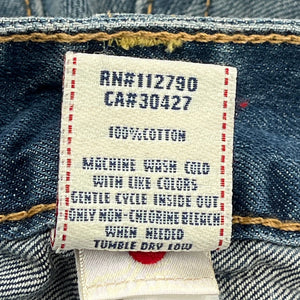 RN#112790
CA#30427
100%COTTON
MACHINE WASH COLD
WITH LIKE COLORS
GENTLE CYCLE INSIDE OUT
ONLY NON-CHLORINE BLEACH
WHEN NEEDED
TUMBLE DRY LOW